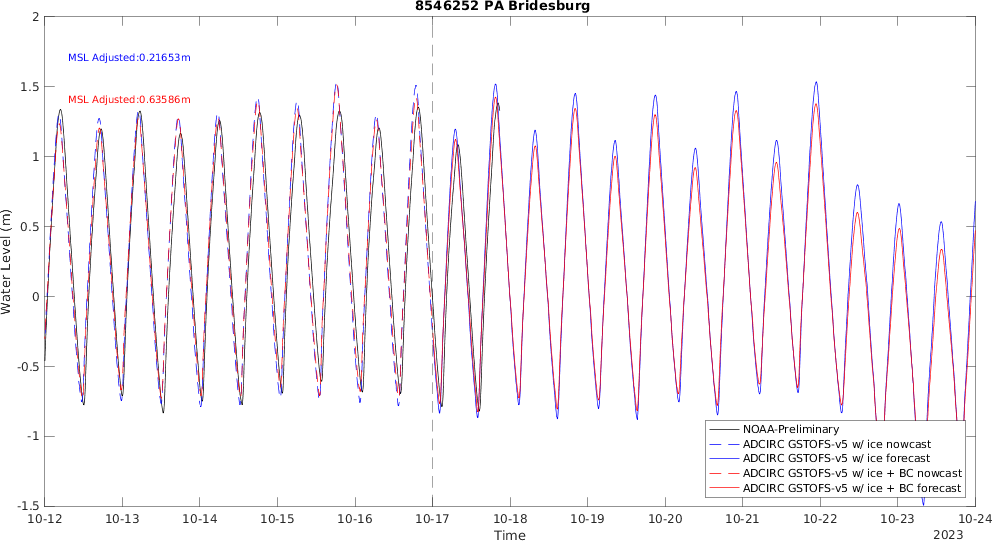 8546252 PA Bridesburg
2
MSL Adjusted:0.21653m
1.5
MSL Adjusted:0.63586m
1
0.5
Water Level (m)
0
-0.5
-1
-1.5
NOAA-Preliminary
ADCIRC GSTOFS-v5 w/ ice nowcast
ADCIRC GSTOFS-v5 w/ ice forecast
ADCIRC GSTOFS-v5 w/ ice + BC nowcast
ADCIRC GSTOFS-v5 w/ ice + BC forecast
10-12 10-13 10-14 10-15 10-16 10-17 10-18 10-19 10-20 10-21 10-22 10-23 10-24
Time
2023